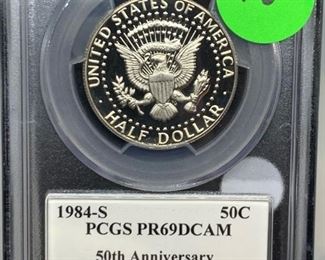 UNITED STATES OF AMERICA
HALF DOLLAR
1984-S 50C
PCGS PR69DCAM
50th Anniversary